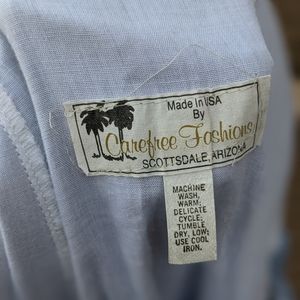 Made In USA
By
Carefree Fashions
SCOTTSDALE, ARIZONA
MACHINE
WASH,
WARM;
DELICATE
CYCLE;
TUMBLE
DRY, LOW;
USE COOL
IRON.